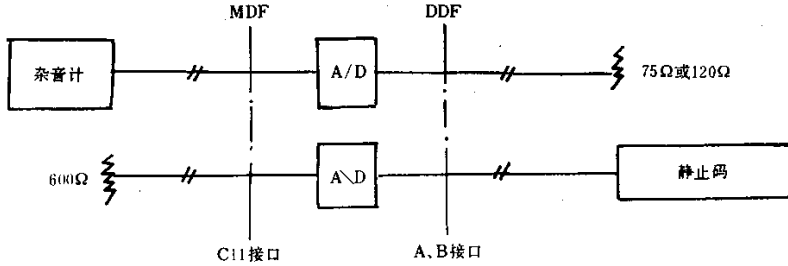 MDF
DDF
杂音计
A/D
75Ω或120Ω
600Ω
A\D
静止码
C11接口
A、B接口